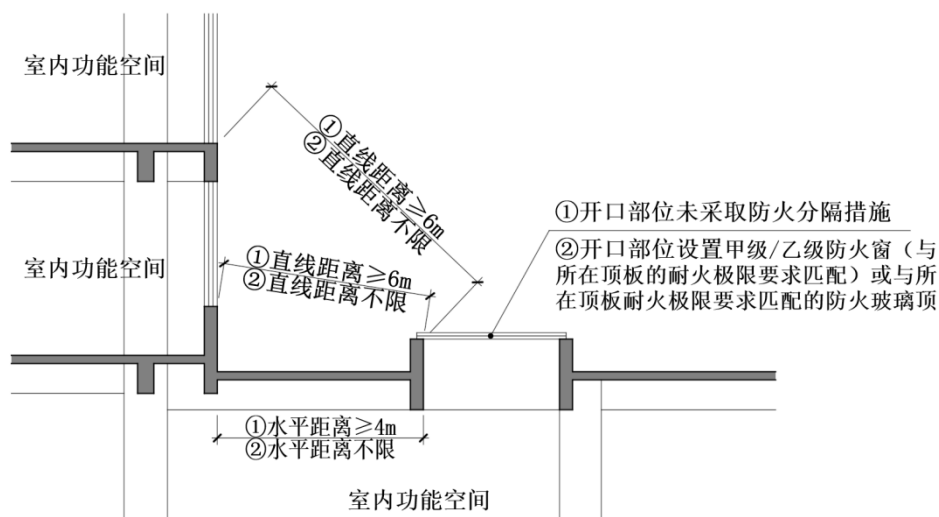 室内功能空间
①直线距离≥6m
②直线距离不限
①开口部位未采取防火分隔措施
②开口部位设置甲级/乙级防火窗（与
所在顶板的耐火极限要求匹配）或与所
在顶板耐火极限要求匹配的防火玻璃顶
室内功能空间
①直线距离≥6m
②直线距离不限
①水平距离≥4m
②水平距离不限
室内功能空间